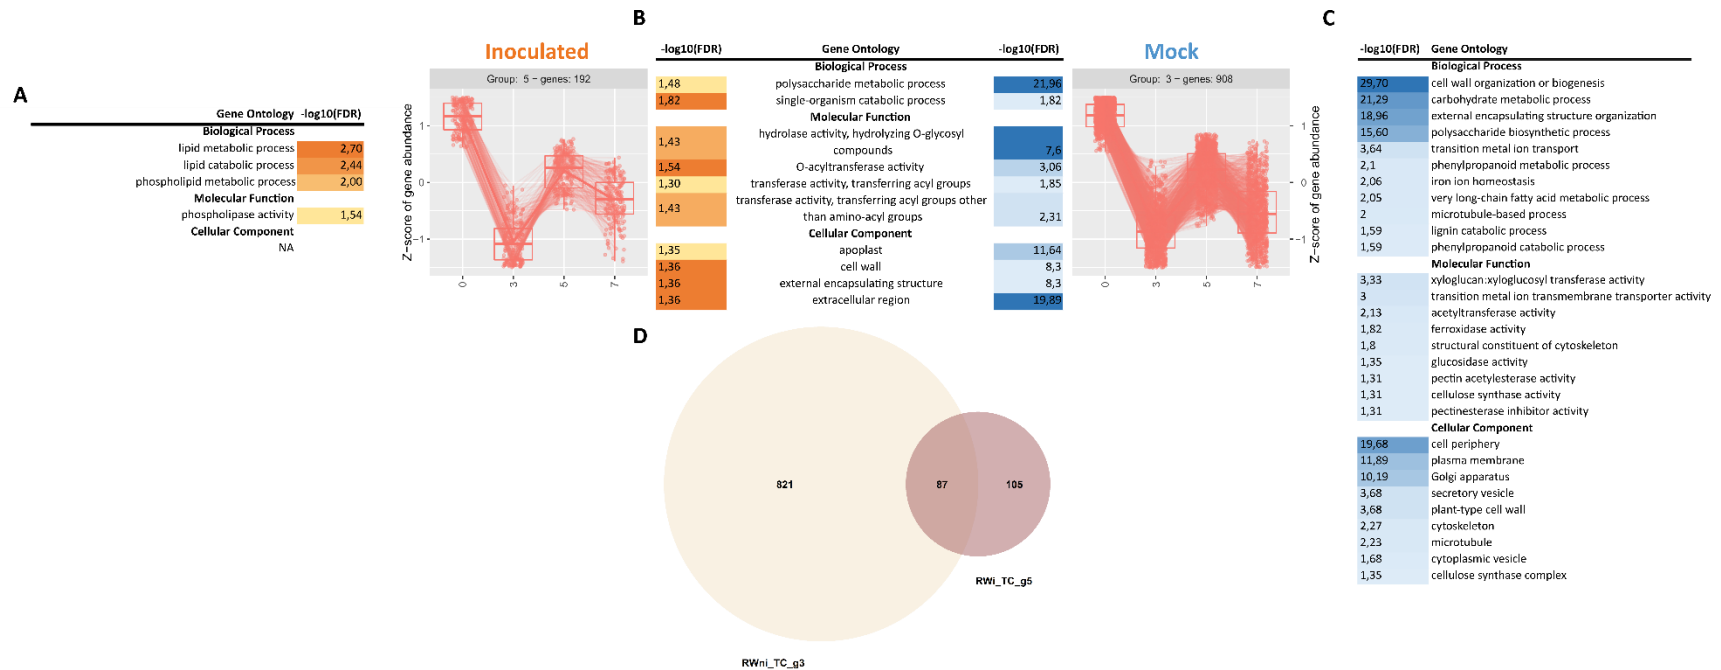 A
Gene Ontology -log10(FDR)
Biological Process
lipid metabolic process 2,70
lipid catabolic process 2,44
phospholipid metabolic process 2,00
Molecular Function
phospholipase activity 1,54
Cellular Component
NA
Inoculated
Group: 5 − genes: 192
Z−score of gene abundance
1
0
−1
0 3 5 7
B
-log10(FDR) Gene Ontology -log10(FDR)
Biological Process
1,48 polysaccharide metabolic process 21,96
1,82 single-organism catabolic process 1,82
Molecular Function
hydrolase activity, hydrolyzing O-glycosyl
1,43 compounds 7,6
1,54 O-acyltransferase activity 3,06
1,30 transferase activity, transferring acyl groups 1,85
transferase activity, transferring acyl groups other
1,43 than amino-acyl groups 2,31
Cellular Component
1,35 apoplast 11,64
1,36 cell wall 8,3
1,36 external encapsulating structure 8,3
1,36 extracellular region 19,89
Mock
Group: 3 − genes: 908
1
0
−1
Z−score of gene abundance
0 3 5 7
C
-log10(FDR) Gene Ontology
Biological Process
29,70 cell wall organization or biogenesis
21,29 carbohydrate metabolic process
18,96 external encapsulating structure organization
15,60 polysaccharide biosynthetic process
3,64 transition metal ion transport
2,1 phenylpropanoid metabolic process
2,06 iron ion homeostasis
2,05 very long-chain fatty acid metabolic process
2 microtubule-based process
1,59 lignin catabolic process
1,59 phenylpropanoid catabolic process
Molecular Function
3,33 xyloglucan:xyloglucosyl transferase activity
3 transition metal ion transmembrane transporter activity
2,13 acetyltransferase activity
1,82 ferroxidase activity
1,8 structural constituent of cytoskeleton
1,35 glucosidase activity
1,31 pectin acetylesterase activity
1,31 cellulose synthase activity
1,31 pectinesterase inhibitor activity
Cellular Component
19,68 cell periphery
11,89 plasma membrane
10,19 Golgi apparatus
3,68 secretory vesicle
3,68 plant-type cell wall
2,27 cytoskeleton
2,23 microtubule
1,68 cytoplasmic vesicle
1,35 cellulose synthase complex
D
821 87 105
RWi_TC_g5
RWni_TC_g3